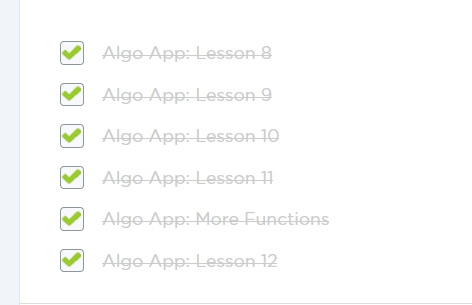 Algo App: Lesson 8
Algo App: Lesson 9
Algo App: Lesson 10
Algo App: Lesson 11
Algo App: More Functions
Algo App: Lesson 12